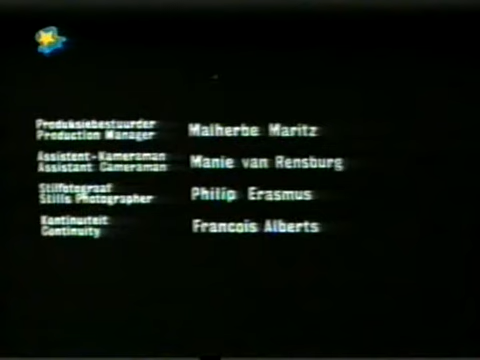 Produksiebestuurder
Production Manager
Malherbe Maritz
Assistent-Kameraman
Assistant Cameraman
Manie van Rensburg
Stilfotograaf
Stills Photographer
Philip Erasmus
Kontinuiteit
Continuity
Francois Alberts